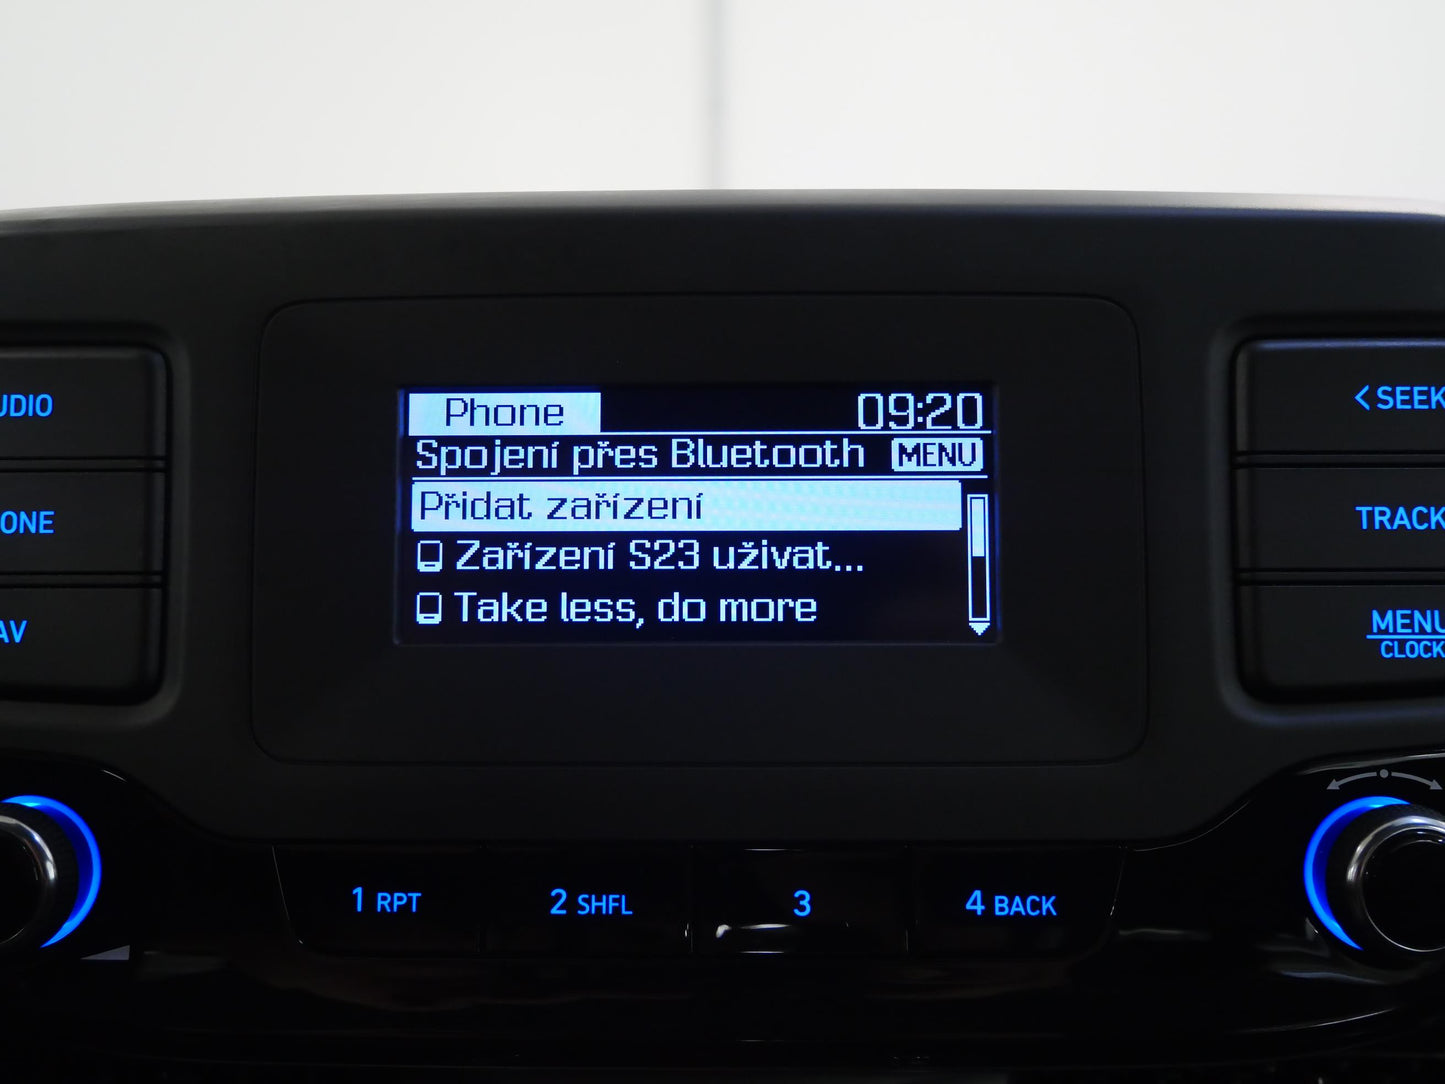 Phone 09:20
Spojení přes Bluetooth MENU
Přidat zařízení
Zařízení S23 uživat...
Take less, do more
UDIO
ONE
AV
< SEEK
TRACK
MENU
CLOCK
1 RPT 2 SHFL 3 4 BACK